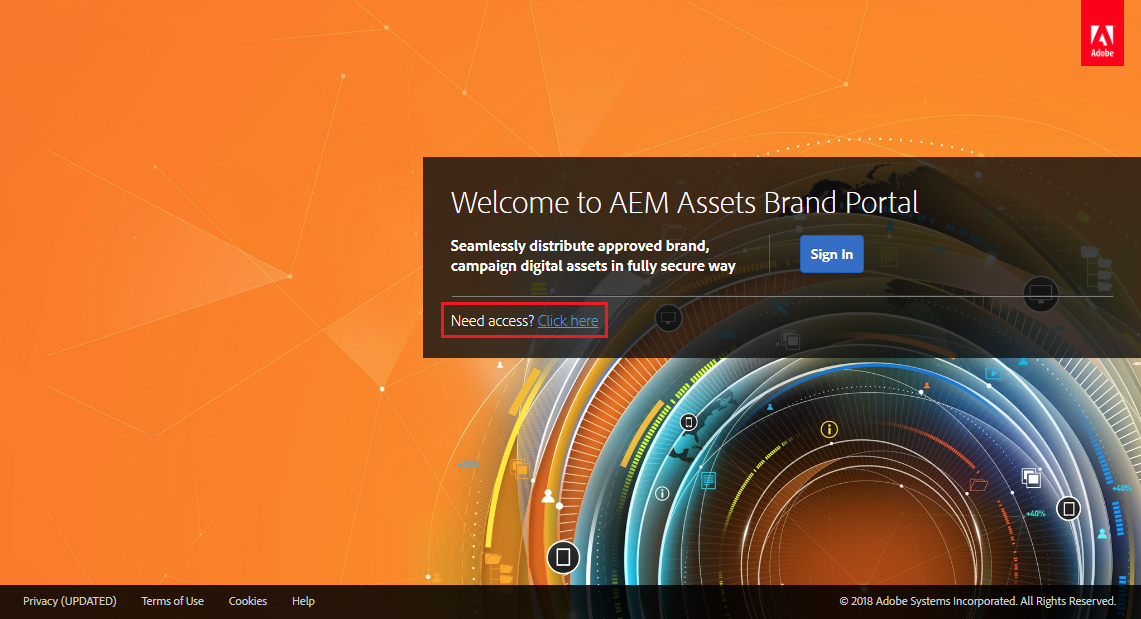 Adobe
Welcome to AEM Assets Brand Portal
Seamlessly distribute approved brand,
campaign digital assets in fully secure way
Sign In
Need access? Click here
+40%
+40%
Privacy (UPDATED)
Terms of Use
Cookies
Help
© 2018 Adobe Systems Incorporated. All Rights Reserved.